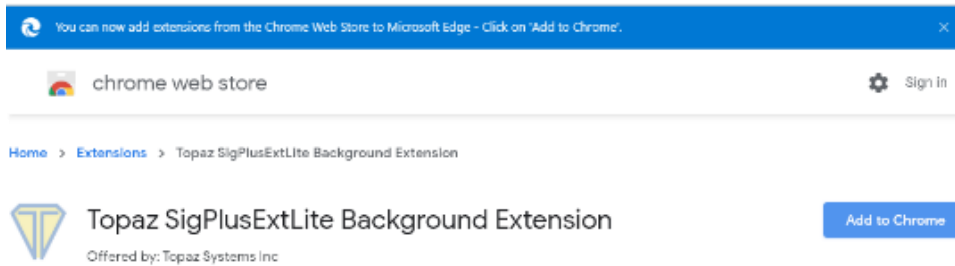 You can now add extensions from the Chrome Web Store to Microsoft Edge - Click on 'Add to Chrome'.
chrome web store
Sign in
Home > Extensions > Topaz SigPlusExtLite Background Extension
Topaz SigPlusExtLite Background Extension
Add to Chrome
Offered by: Topaz Systems Inc